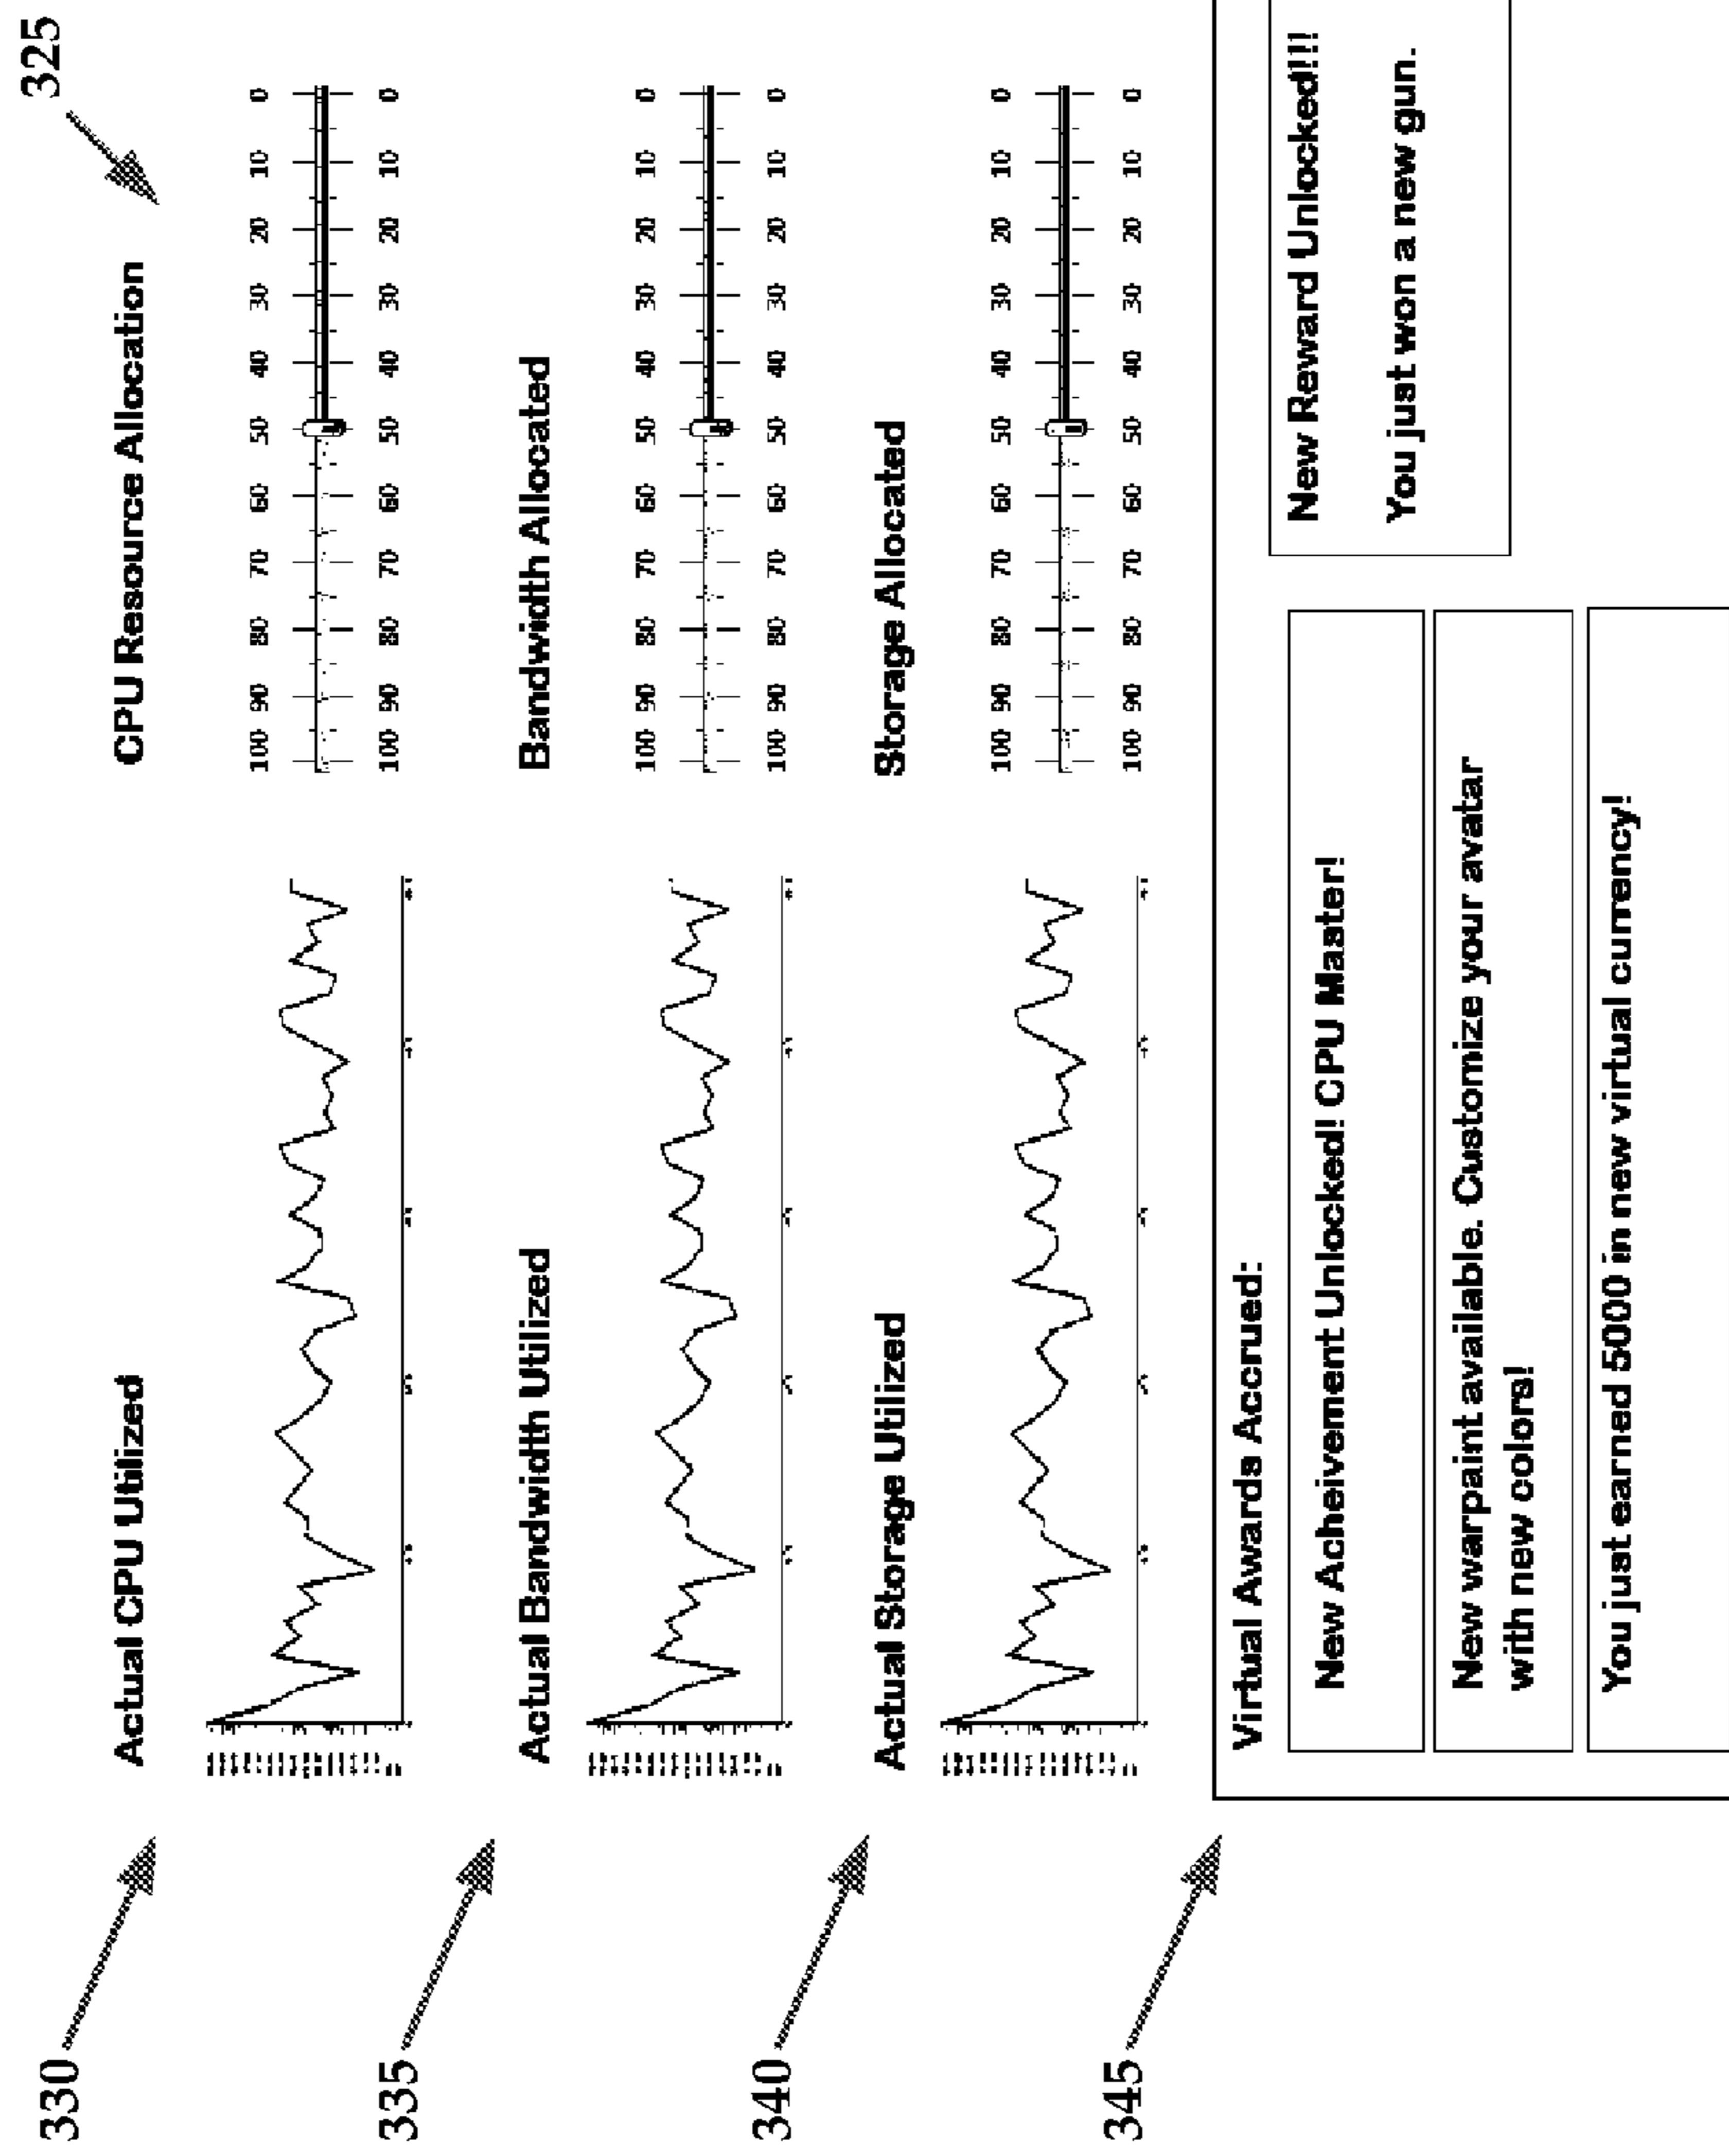 325
330
Actual CPU Utilized
CPU Resource Allocation
100 90 80 70 60 50 40 30 20 10 0
100 90 80 70 60 50 40 30 20 10 0
335
Actual Bandwidth Utilized
Bandwidth Allocated
100 90 80 70 60 50 40 30 20 10 0
100 90 80 70 60 50 40 30 20 10 0
340
Actual Storage Utilized
Storage Allocated
100 90 80 70 60 50 40 30 20 10 0
100 90 80 70 60 50 40 30 20 10 0
345
Virtual Awards Accrued:
New Acheivement Unlocked! CPU Master!
New warpaint available. Customize your avatar
with new colors!
You just earned 5000 in new virtual currency!
New Reward Unlocked!!!
You just won a new gun.